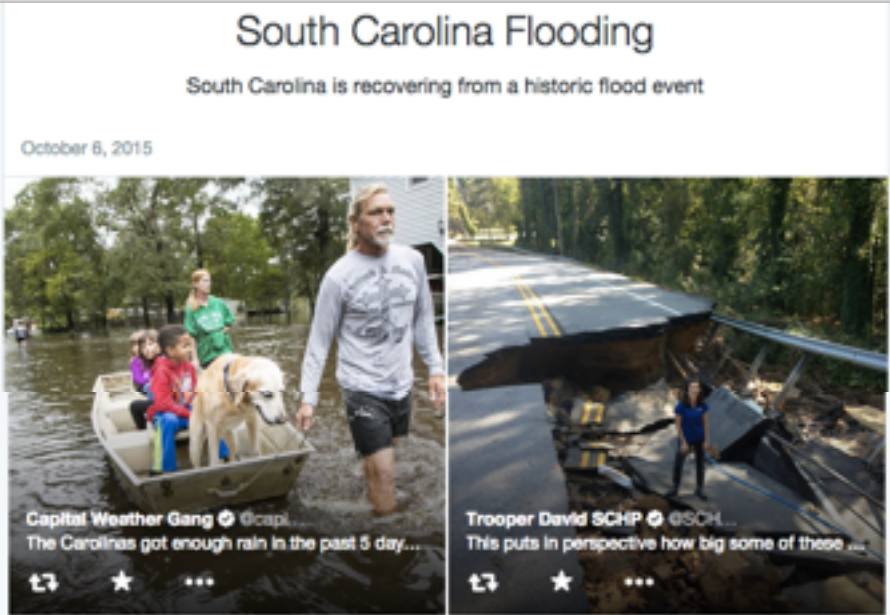 South Carolina Flooding
South Carolina is recovering from a historic flood event
October 6, 2015
Capital Weather Gang @capi....
The Carolinas got enough rain in the past 5 day....
Trooper David SCHP @SCH...
This puts in perspective how big some of these ...